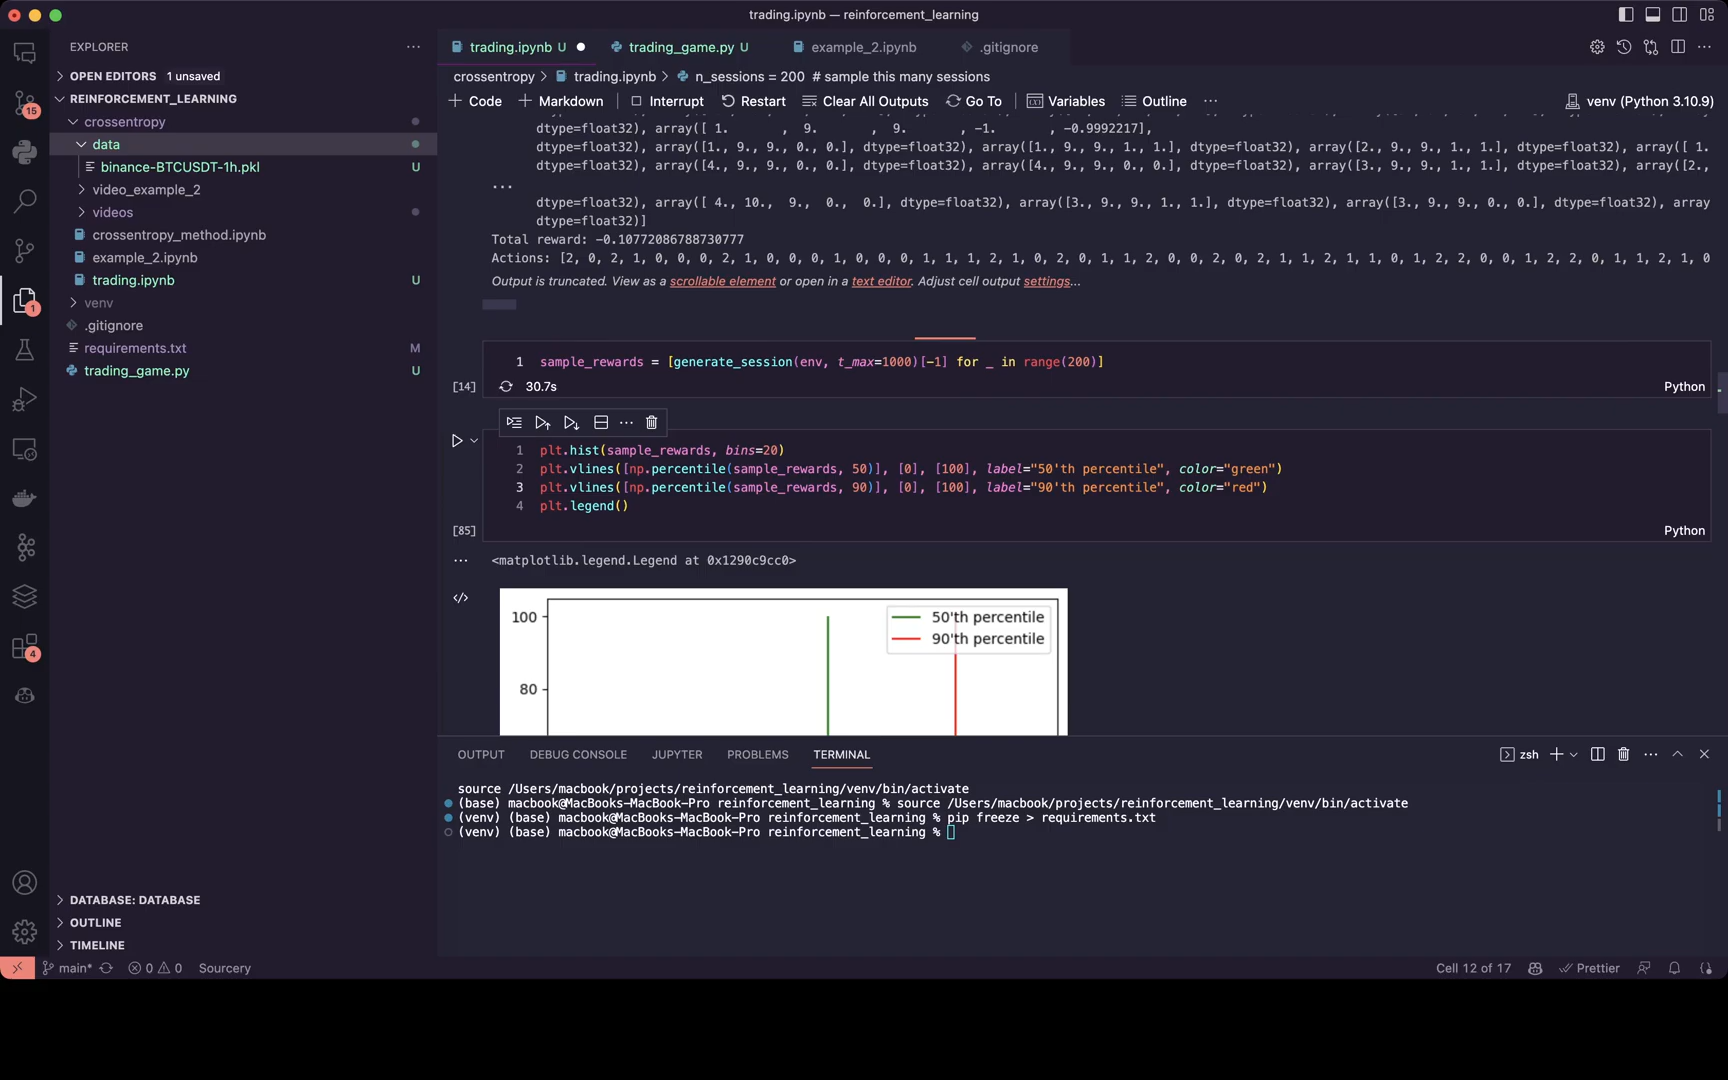 trading.ipynb — reinforcement_learning
EXPLORER
OPEN EDITORS 1 unsaved
REINFORCEMENT_LEARNING
crossentropy
data
binance-BTCUSDT-1h.pkl U
video_example_2
videos
crossentropy_method.ipynb
example_2.ipynb
trading.ipynb U
venv
.gitignore
requirements.txt M
trading_game.py U
15
1
4
DATABASE: DATABASE
OUTLINE
TIMELINE
trading.ipynb U
trading_game.py U
example_2.ipynb
.gitignore
crossentropy > trading.ipynb > n_sessions = 200 # sample this many sessions
Code Markdown Interrupt Restart Clear All Outputs Go To Variables Outline ... venv (Python 3.10.9)
dtype=float32), array([ 1. , 9. , 9. , -1. , -0.9992217],
dtype=float32), array([1., 9., 9., 0., 0.], dtype=float32), array([1., 9., 9., 1., 1.], dtype=float32), array([2., 9., 9., 1., 1.], dtype=float32), array([ 1.
dtype=float32), array([4., 9., 9., 0., 0.], dtype=float32), array([4., 9., 9., 0., 0.], dtype=float32), array([3., 9., 9., 1., 1.], dtype=float32), array([2.,
...
dtype=float32), array([ 4., 10., 9., 0., 0.], dtype=float32), array([3., 9., 9., 1., 1.], dtype=float32), array([3., 9., 9., 0., 0.], dtype=float32), array
dtype=float32)]
Total reward: -0.10772086788730777
Actions: [2, 0, 2, 1, 0, 0, 0, 2, 1, 0, 0, 0, 1, 0, 0, 0, 1, 1, 1, 2, 1, 0, 2, 0, 1, 1, 2, 0, 0, 2, 0, 2, 1, 1, 2, 1, 1, 0, 1, 2, 2, 0, 0, 1, 2, 2, 0, 1, 1, 2, 1, 0
Output is truncated. View as a scrollable element or open in a text editor. Adjust cell output settings...
1 sample_rewards = [generate_session(env, t_max=1000)[-1] for _ in range(200)]
[14] 30.7s Python
1 plt.hist(sample_rewards, bins=20)
2 plt.vlines([np.percentile(sample_rewards, 50)], [0], [100], label="50'th percentile", color="green")
3 plt.vlines([np.percentile(sample_rewards, 90)], [0], [100], label="90'th percentile", color="red")
4 plt.legend()
[85] Python
... <matplotlib.legend.Legend at 0x1290c9cc0>
100
80
50'th percentile
90'th percentile
OUTPUT DEBUG CONSOLE JUPYTER PROBLEMS TERMINAL zsh
source /Users/macbook/projects/reinforcement_learning/venv/bin/activate
(base) macbook@MacBooks-MacBook-Pro reinforcement_learning % source /Users/macbook/projects/reinforcement_learning/venv/bin/activate
(venv) (base) macbook@MacBooks-MacBook-Pro reinforcement_learning % pip freeze > requirements.txt
(venv) (base) macbook@MacBooks-MacBook-Pro reinforcement_learning %
main* 0 0 Sourcery Cell 12 of 17 Prettier